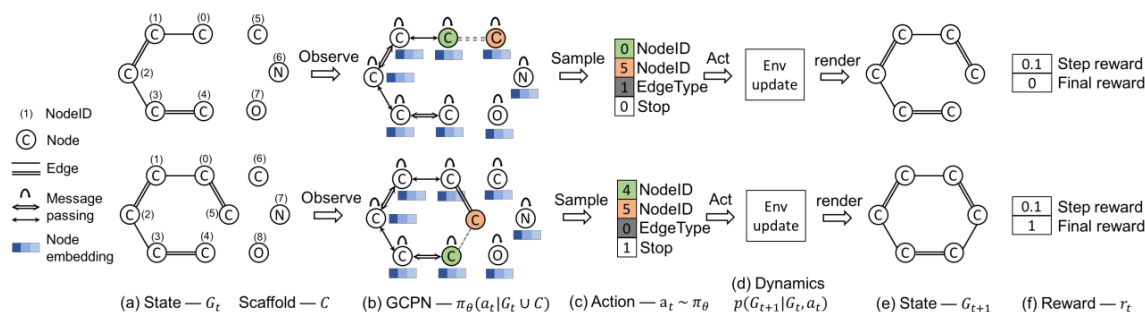 (1) (0) (5)
C C C
(6)
C (2) N
(3) (4) (7)
C C O
Observe
C C C
C N
C C O
Sample
0 NodeID
5 NodeID
1 EdgeType
0 Stop
Act
Env
update
render
C C
C C
C C
0.1 Step reward
0 Final reward
(1) NodeID
C Node
Edge
Message
passing
Node
embedding
(1) (0) (6)
C C C
(7)
C (2) (5) C N
(3) (4) (8)
C C O
Observe
C C C
C C N
C C O
Sample
4 NodeID
5 NodeID
0 EdgeType
1 Stop
Act
Env
update
render
C C
C C
C C
0.1 Step reward
1 Final reward
(a) State — G_t Scaffold — C
(b) GCPN — π_θ(a_t|G_t ∪ C)
(c) Action — a_t ~ π_θ
(d) Dynamics
p(G_{t+1}|G_t, a_t)
(e) State — G_{t+1}
(f) Reward — r_t